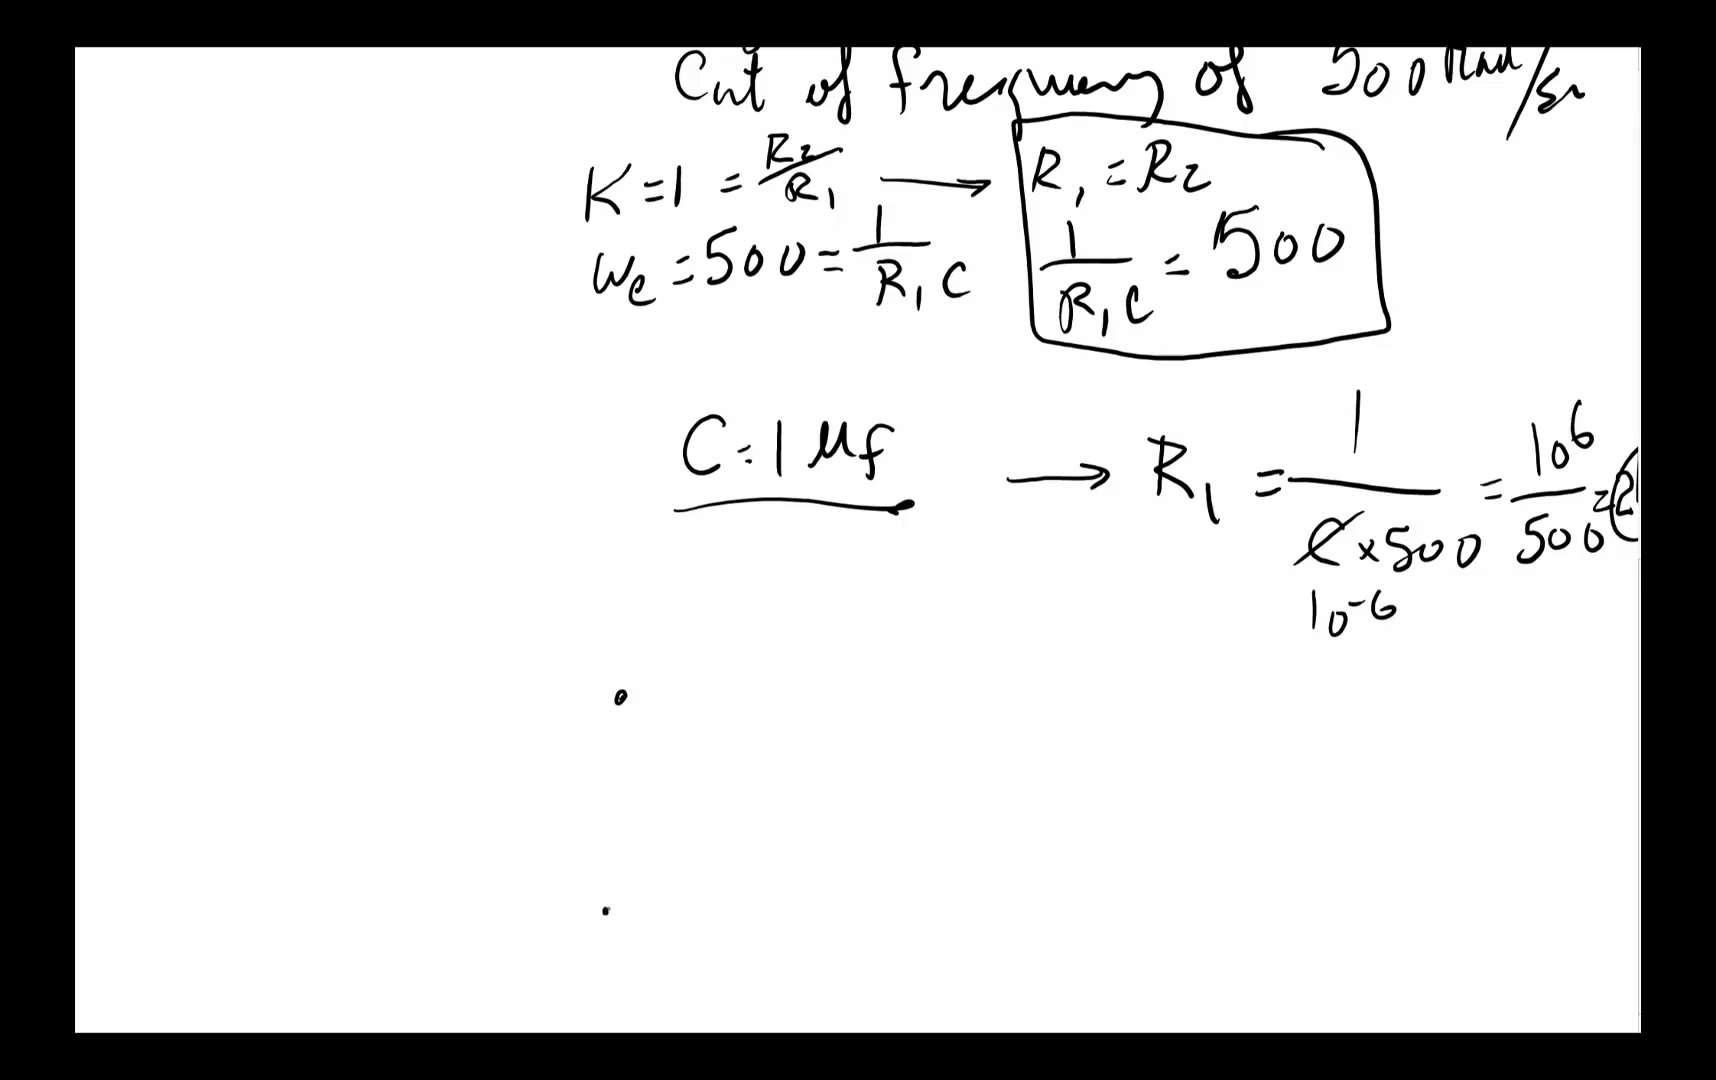 Cut of frequency of 500 Rad/sec
K = 1 = R2/R1 → R1 = R2
wc = 500 = 1/R1C    1/R1C = 500
C = 1 μf → R1 = 1/C×500 = 10^6/500 = 2
10^-6